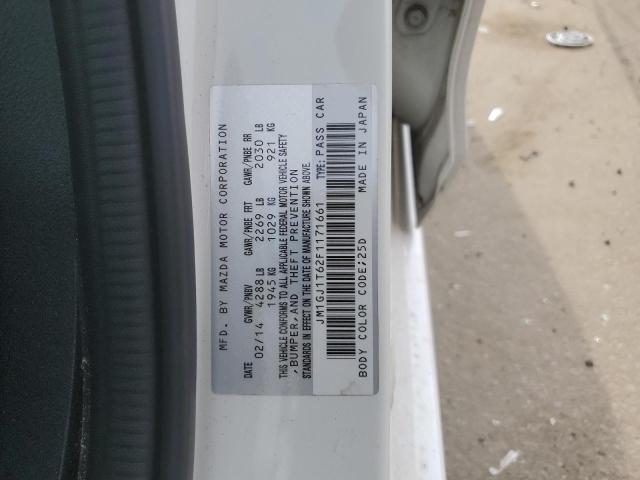 MFD. BY MAZDA MOTOR CORPORATION
DATE GVWR/PNBV GAWR/PNBE FRT GAWR/PNBE RR
02/14 4288 LB 2269 LB 2030 LB
1945 KG 1029 KG 921 KG
THIS VEHICLE CONFORMS TO ALL APPLICABLE FEDERAL MOTOR VEHICLE SAFETY
, BUMPER, AND THEFT PREVENTION
STANDARDS IN EFFECT ON THE DATE OF MANUFACTURE SHOWN ABOVE.
JM1GJ1T62F1171661 TYPE: PASS CAR
BODY COLOR CODE;25D MADE IN JAPAN